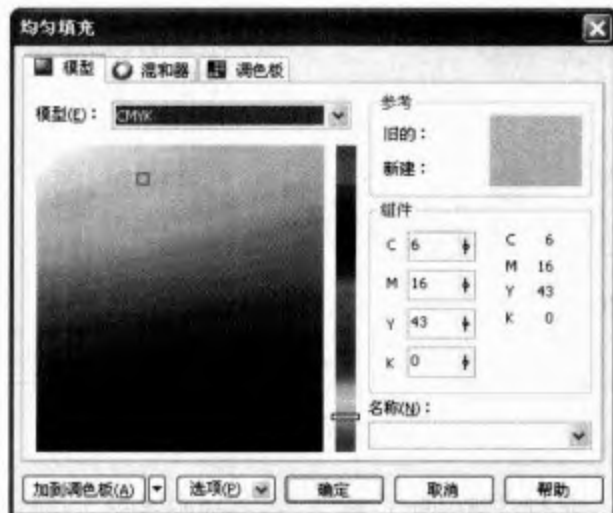 均匀填充
模型 混和器 调色板
模型(E)： CMYK
参考
旧的：
新建：
组件
C 6 C 6
M 16 M 16
Y 43 Y 43
K 0 K 0
名称(N)：
加到调色板(A) 选项(P) 确定 取消 帮助